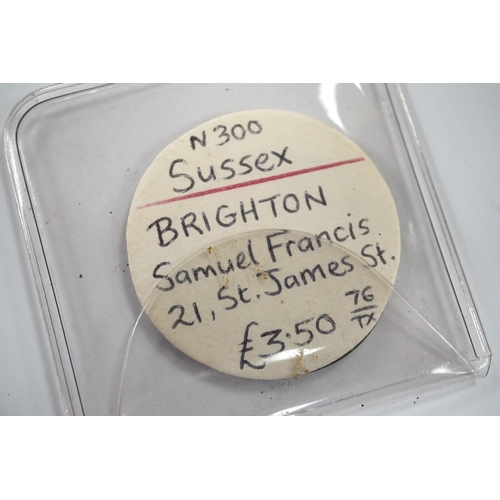 N300
Sussex
BRIGHTON
Samuel Francis
21, St. James St.
£3.50 76/TX